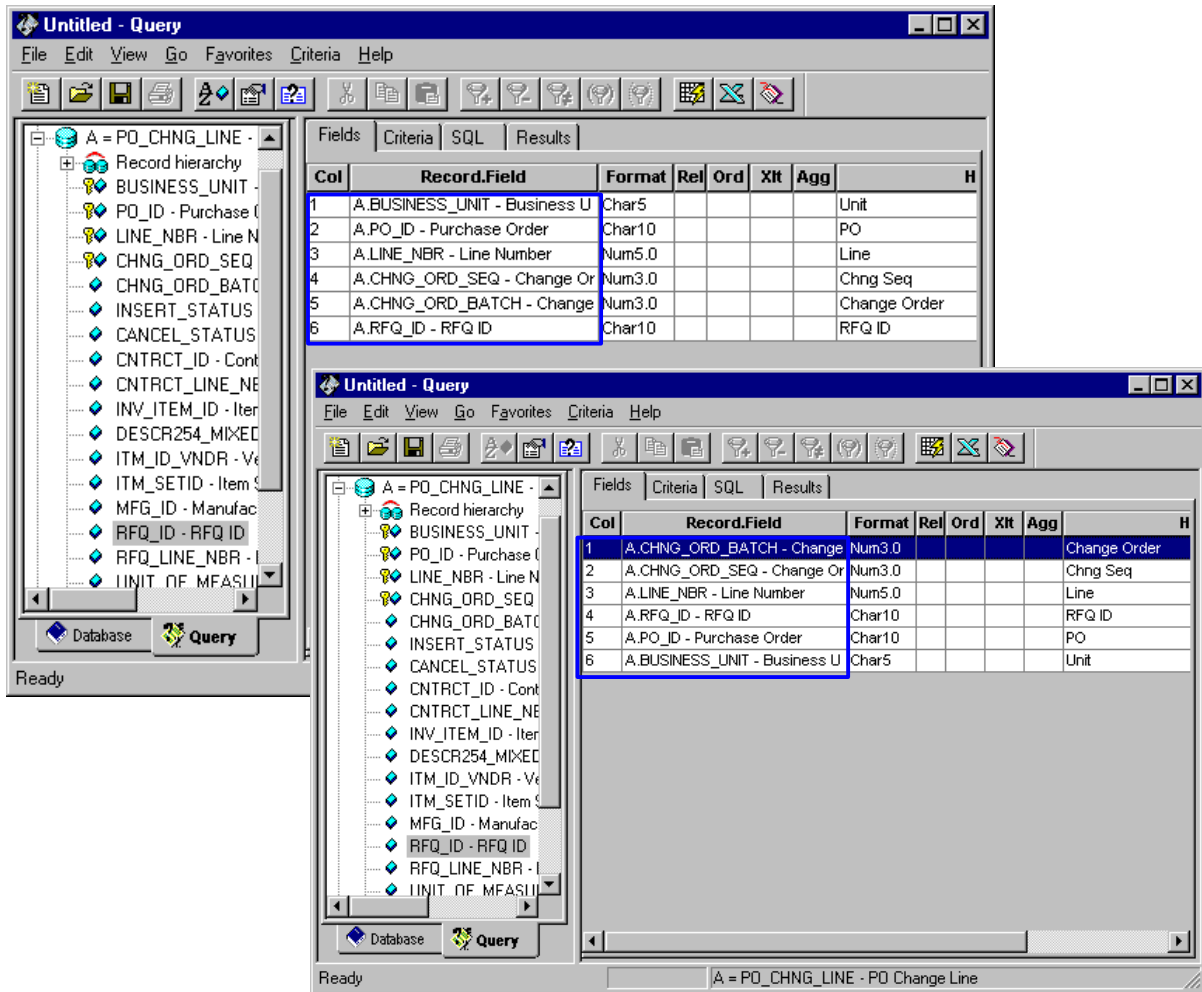 Untitled - Query
File Edit View Go Favorites Criteria Help
A = PO_CHNG_LINE -
Record hierarchy
BUSINESS_UNIT -
PO_ID - Purchase (
LINE_NBR - Line N
CHNG_ORD_SEQ
CHNG_ORD_BATC
INSERT_STATUS
CANCEL_STATUS
CNTRCT_ID - Cont
CNTRCT_LINE_NE
INV_ITEM_ID - Iter
DESCR254_MIXED
ITM_ID_VNDR - Ve
ITM_SETID - Item S
MFG_ID - Manufac
RFQ_ID - RFQ ID
RFQ_LINE_NBR - 
UNIT_OF_MEASU
Database Query
Ready
Fields Criteria SQL Results
Col Record.Field Format Rel Ord Xlt Agg H
1 A.BUSINESS_UNIT - Business U Char5 Unit
2 A.PO_ID - Purchase Order Char10 PO
3 A.LINE_NBR - Line Number Num5.0 Line
4 A.CHNG_ORD_SEQ - Change Or Num3.0 Chng Seq
5 A.CHNG_ORD_BATCH - Change Num3.0 Change Order
6 A.RFQ_ID - RFQ ID Char10 RFQ ID
Untitled - Query
File Edit View Go Favorites Criteria Help
A = PO_CHNG_LINE -
Record hierarchy
BUSINESS_UNIT -
PO_ID - Purchase (
LINE_NBR - Line N
CHNG_ORD_SEQ
CHNG_ORD_BATC
INSERT_STATUS
CANCEL_STATUS
CNTRCT_ID - Cont
CNTRCT_LINE_NE
INV_ITEM_ID - Iter
DESCR254_MIXED
ITM_ID_VNDR - Ve
ITM_SETID - Item S
MFG_ID - Manufac
RFQ_ID - RFQ ID
RFQ_LINE_NBR - 
UNIT_OF_MEASU
Database Query
Fields Criteria SQL Results
Col Record.Field Format Rel Ord Xlt Agg H
1 A.CHNG_ORD_BATCH - Change Num3.0 Change Order
2 A.CHNG_ORD_SEQ - Change Or Num3.0 Chng Seq
3 A.LINE_NBR - Line Number Num5.0 Line
4 A.RFQ_ID - RFQ ID Char10 RFQ ID
5 A.PO_ID - Purchase Order Char10 PO
6 A.BUSINESS_UNIT - Business U Char5 Unit
Ready A = PO_CHNG_LINE - PO Change Line